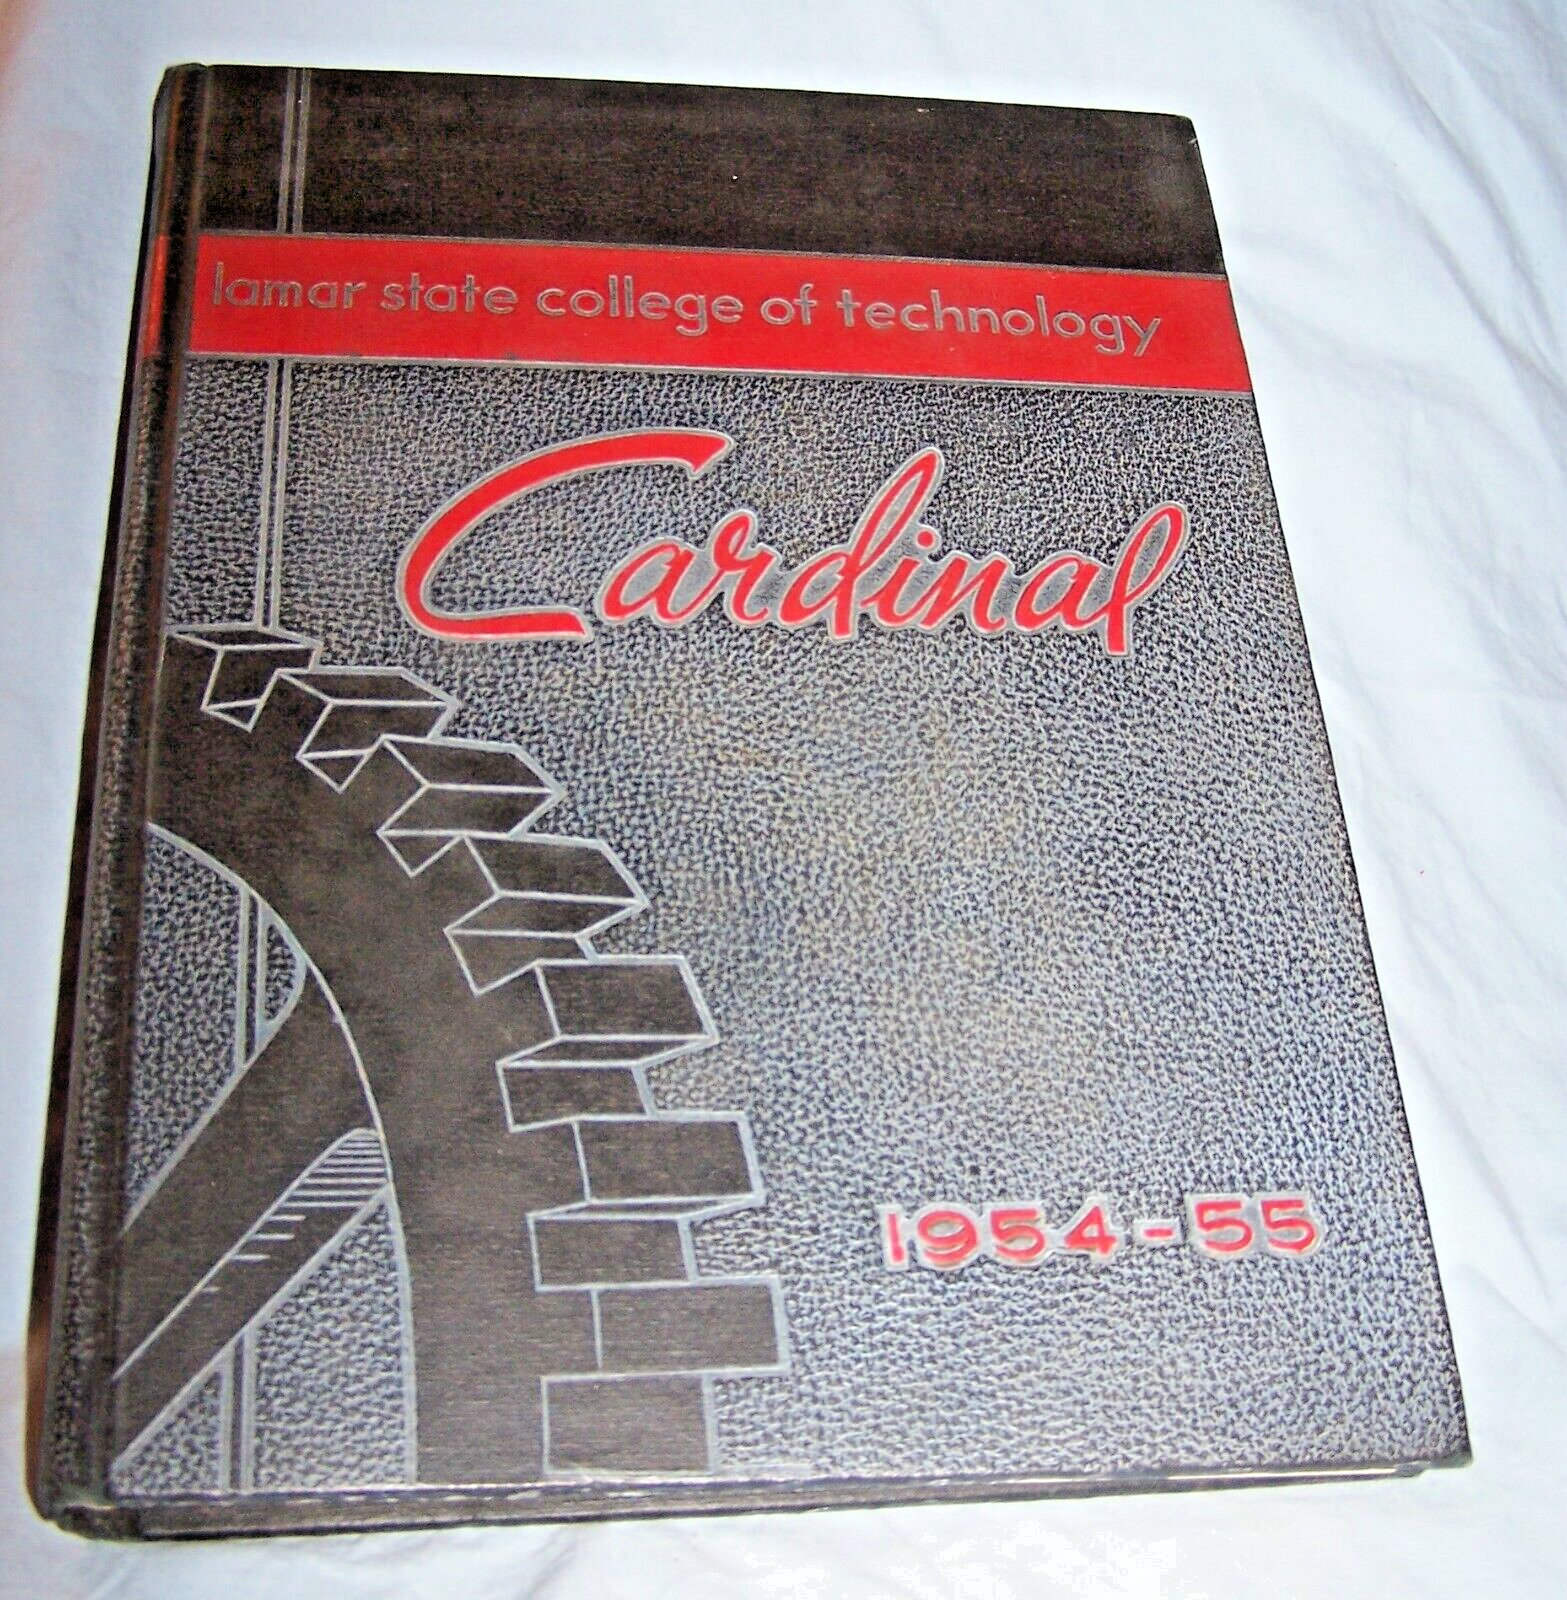 lamar state college of technology
Cardinal
1954-55